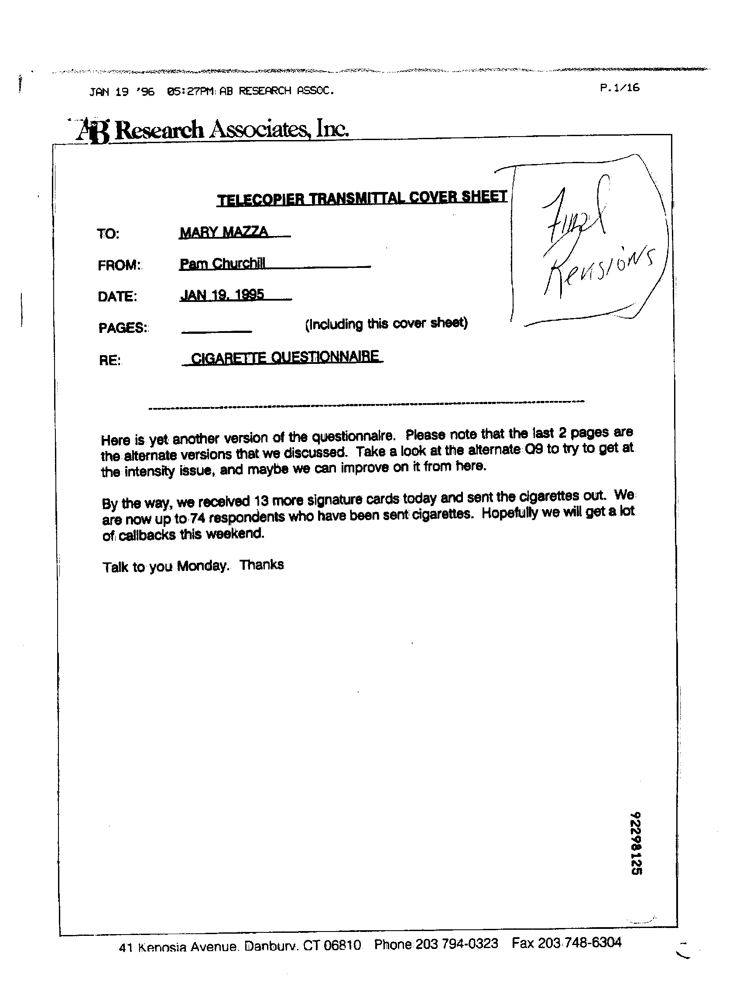 JAN 19 '96 05:27PM AB RESEARCH ASSOC. P.1/16
AB Research Associates, Inc.
TELECOPIER TRANSMITTAL COVER SHEET
Final
Revisions
TO: MARY MAZZA
FROM: Pam Churchill
DATE: JAN 19, 1995
PAGES: (Including this cover sheet)
RE: CIGARETTE QUESTIONNAIRE
Here is yet another version of the questionnaire. Please note that the last 2 pages are
the alternate versions that we discussed. Take a look at the alternate Q9 to try to get at
the intensity issue, and maybe we can improve on it from here.
By the way, we received 13 more signature cards today and sent the cigarettes out. We
are now up to 74 respondents who have been sent cigarettes. Hopefully we will get a lot
of callbacks this weekend.
Talk to you Monday. Thanks
92298125
41 Kenosia Avenue, Danbury, CT 06810 Phone 203 794-0323 Fax 203 748-6304